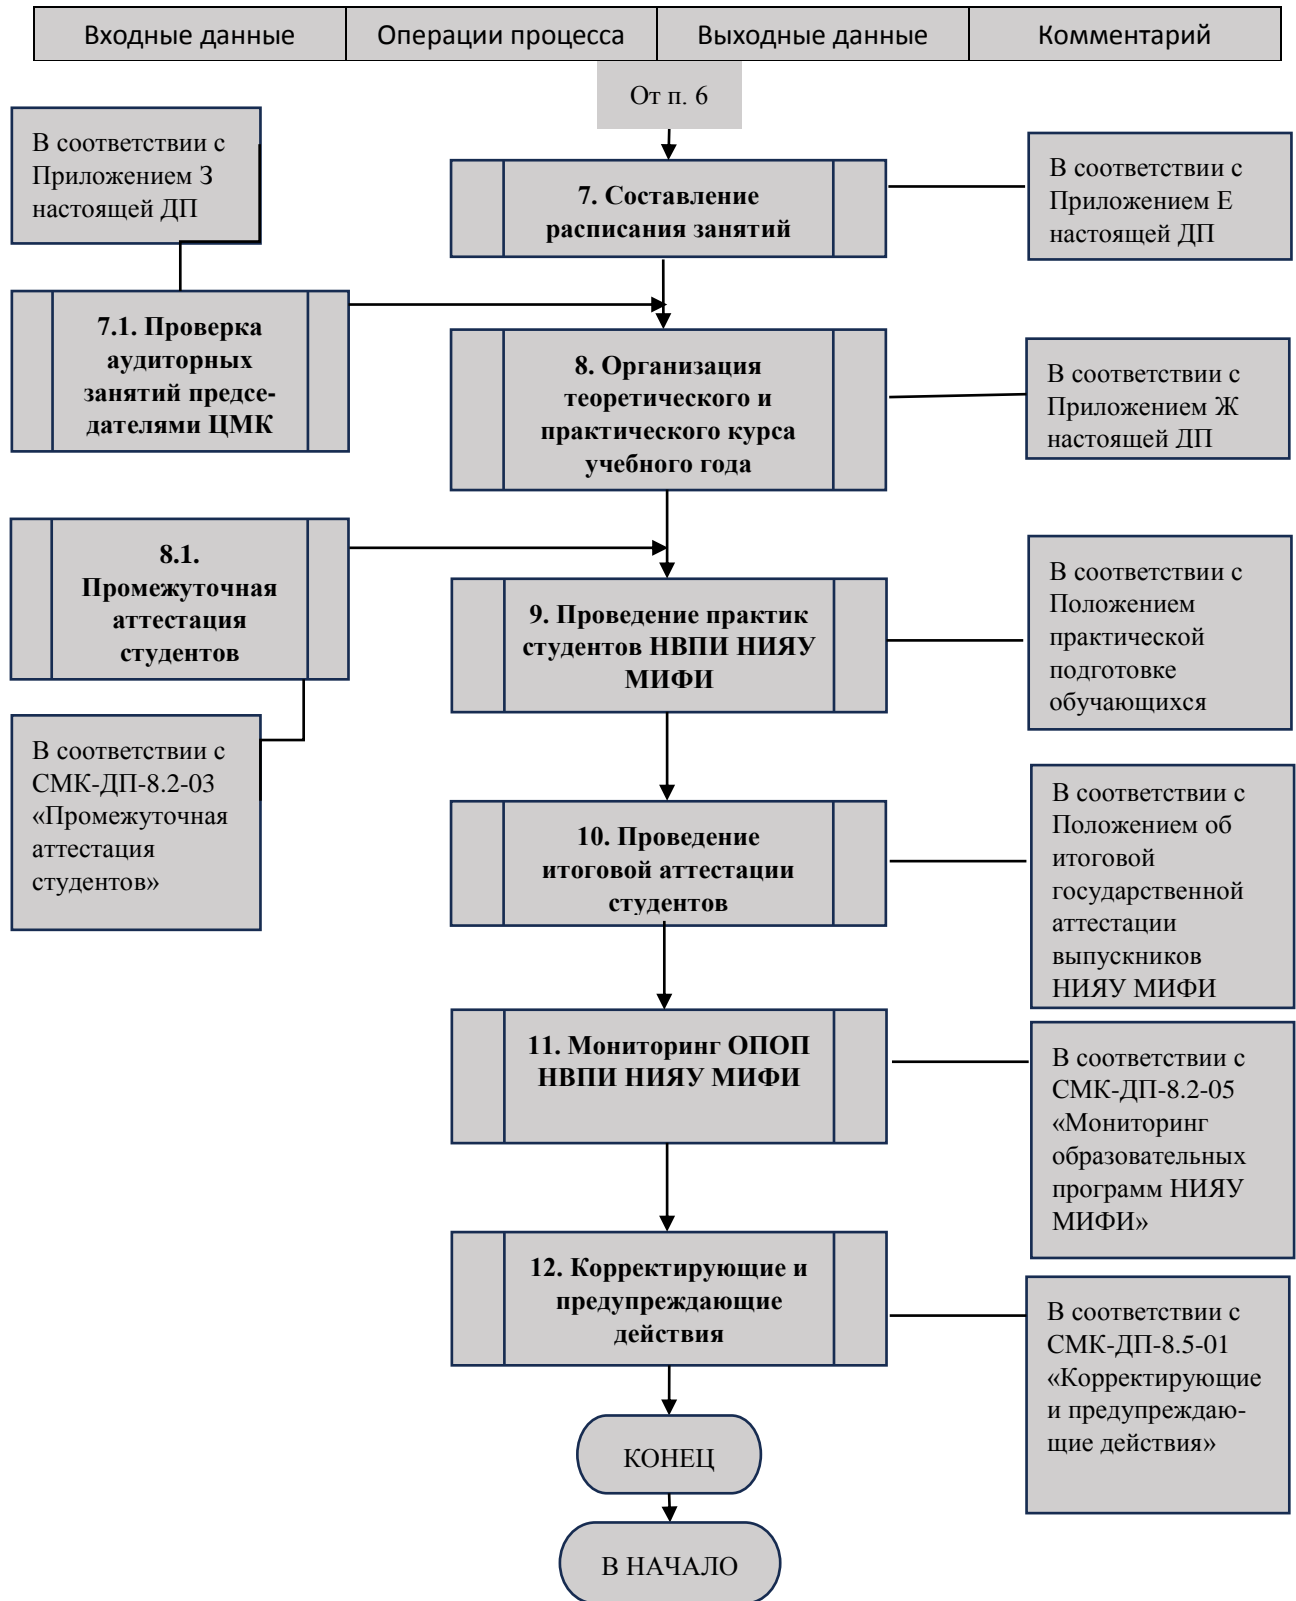 Входные данные
Операции процесса
Выходные данные
Комментарий
От п. 6
В соответствии с
Приложением З
настоящей ДП
7. Составление
расписания занятий
В соответствии с
Приложением Е
настоящей ДП
7.1. Проверка
аудиторных
занятий предсе-
дателями ЦМК
8. Организация
теоретического и
практического курса
учебного года
В соответствии с
Приложением Ж
настоящей ДП
8.1.
Промежуточная
аттестация
студентов
9. Проведение практик
студентов НВПИ НИЯУ
МИФИ
В соответствии с
Положением
практической
подготовке
обучающихся
В соответствии с
СМК-ДП-8.2-03
«Промежуточная
аттестация
студентов»
10. Проведение
итоговой аттестации
студентов
В соответствии с
Положением об
итоговой
государственной
аттестации
выпускников
НИЯУ МИФИ
11. Мониторинг ОПОП
НВПИ НИЯУ МИФИ
В соответствии с
СМК-ДП-8.2-05
«Мониторинг
образовательных
программ НИЯУ
МИФИ»
12. Корректирующие и
предупреждающие
действия
В соответствии с
СМК-ДП-8.5-01
«Корректирующие
и предупреждаю-
щие действия»
КОНЕЦ
В НАЧАЛО